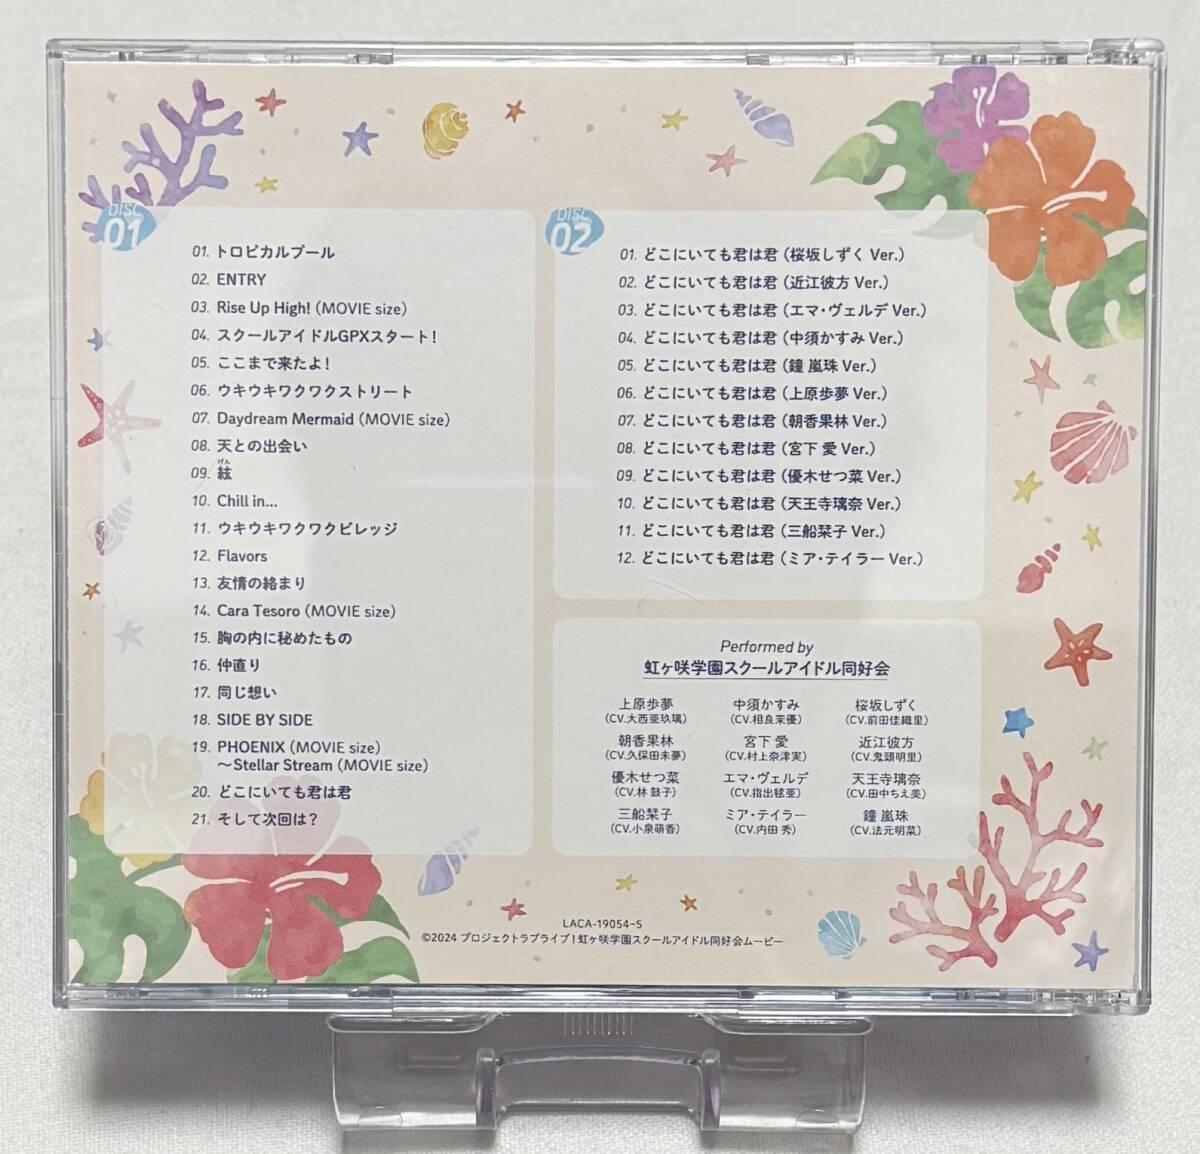 DISC
01
01. トロピカルプール
02. ENTRY
03. Rise Up High! (MOVIE size)
04. スクールアイドルGPXスタート!
05. ここまで来たよ!
06. ウキウキワクワクストリート
07. Daydream Mermaid (MOVIE size)
08. 天との出会い
げん
09. 絃
10. Chill in...
11. ウキウキワクワクビレッジ
12. Flavors
13. 友情の絡まり
14. Cara Tesoro (MOVIE size)
15. 胸の内に秘めたもの
16. 仲直り
17. 同じ想い
18. SIDE BY SIDE
19. PHOENIX (MOVIE size)
～Stellar Stream (MOVIE size)
20. どこにいても君は君
21. そして次回は?
DISC
02
01. どこにいても君は君 (桜坂しずく Ver.)
02. どこにいても君は君 (近江彼方 Ver.)
03. どこにいても君は君 (エマ・ヴェルデ Ver.)
04. どこにいても君は君 (中須かすみ Ver.)
05. どこにいても君は君 (鐘 嵐珠 Ver.)
06. どこにいても君は君 (上原歩夢 Ver.)
07. どこにいても君は君 (朝香果林 Ver.)
08. どこにいても君は君 (宮下 愛 Ver.)
09. どこにいても君は君 (優木せつ菜 Ver.)
10. どこにいても君は君 (天王寺璃奈 Ver.)
11. どこにいても君は君 (三船栞子 Ver.)
12. どこにいても君は君 (ミア・テイラー Ver.)
Performed by
虹ヶ咲学園スクールアイドル同好会
上原歩夢 中須かすみ 桜坂しずく
(CV.大西亜玖璃) (CV.相良茉優) (CV.前田佳織里)
朝香果林 宮下 愛 近江彼方
(CV.久保田未夢) (CV.村上奈津実) (CV.鬼頭明里)
優木せつ菜 エマ・ヴェルデ 天王寺璃奈
(CV.林 鼓子) (CV.指出毬亜) (CV.田中ちえ美)
三船栞子 ミア・テイラー 鐘 嵐珠
(CV.小泉萌香) (CV.内田 秀) (CV.法元明菜)
LACA-19054-S
©2024 プロジェクトラブライブ!虹ヶ咲学園スクールアイドル同好会ムービー